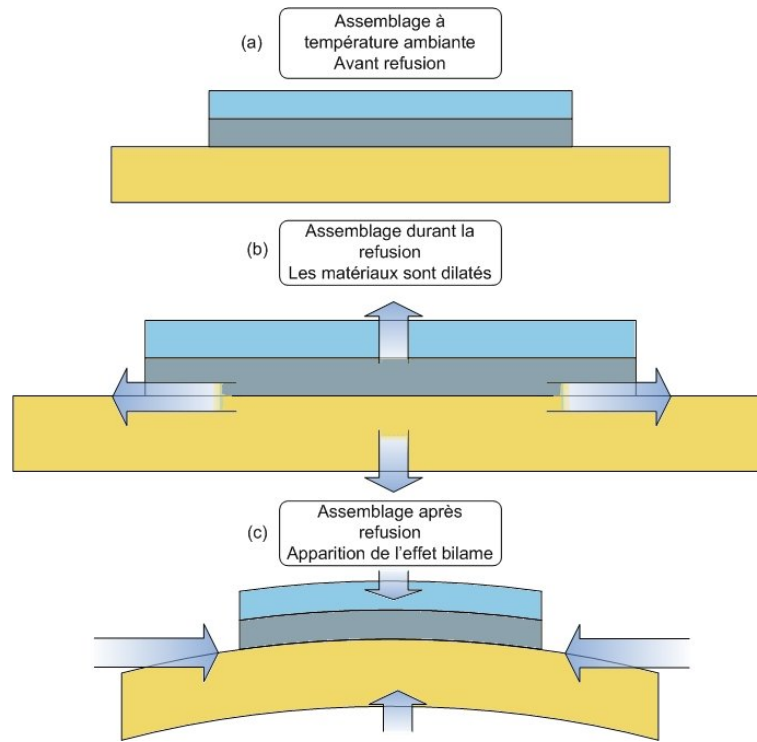 (a)
Assemblage à
température ambiante
Avant refusion
(b)
Assemblage durant la
refusion
Les matériaux sont dilatés
(c)
Assemblage après
refusion
Apparition de l'effet bilame